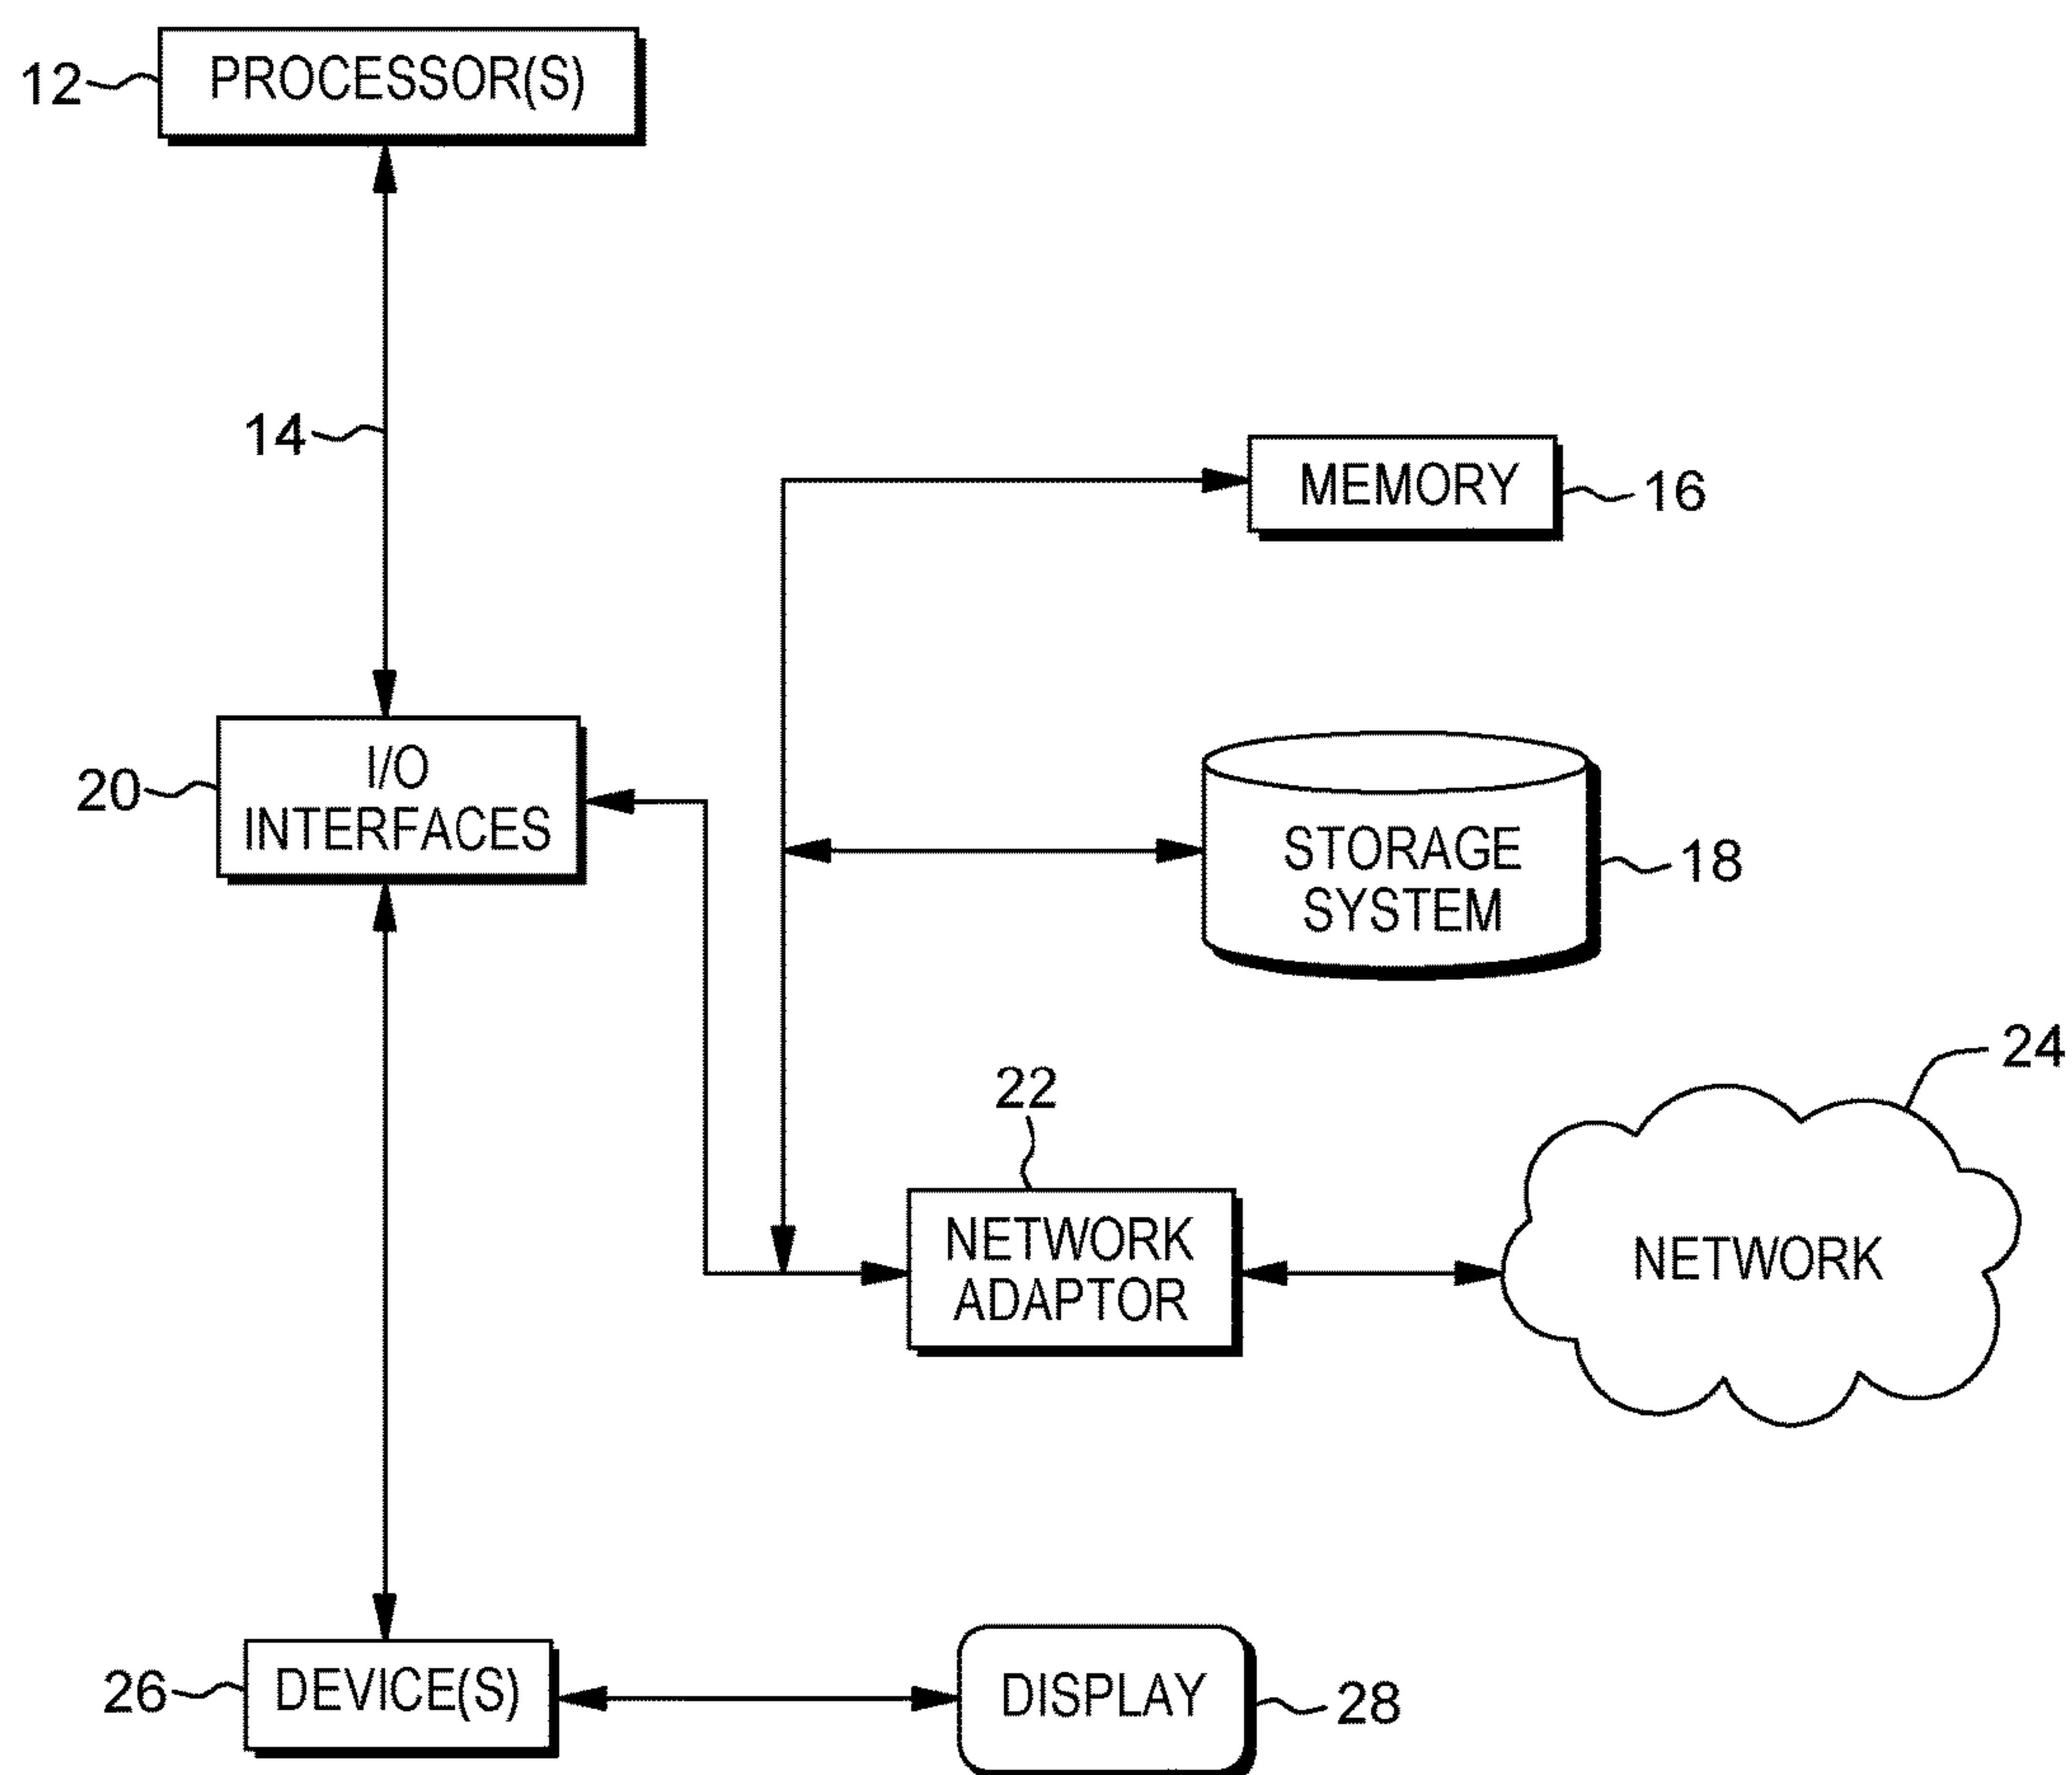 12
PROCESSOR(S)
14
MEMORY
16
20
I/O
INTERFACES
STORAGE
SYSTEM
18
22
24
NETWORK
ADAPTOR
NETWORK
26
DEVICE(S)
DISPLAY
28